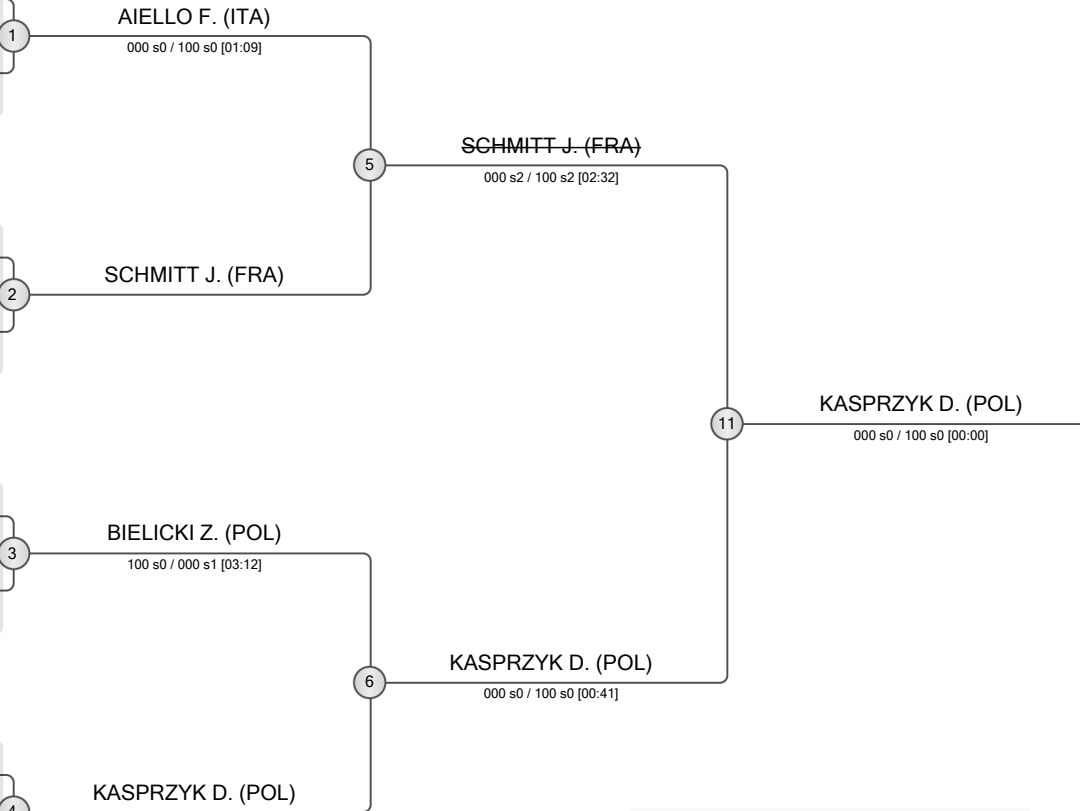 AIELLO F. (ITA)
1
000 s0 / 100 s0 [01:09]
SCHMITT J. (FRA)
5
000 s2 / 100 s2 [02:32]
SCHMITT J. (FRA)
2
KASPRZYK D. (POL)
11
000 s0 / 100 s0 [00:00]
BIELICKI Z. (POL)
3
100 s0 / 000 s1 [03:12]
KASPRZYK D. (POL)
6
000 s0 / 100 s0 [00:41]
KASPRZYK D. (POL)
4